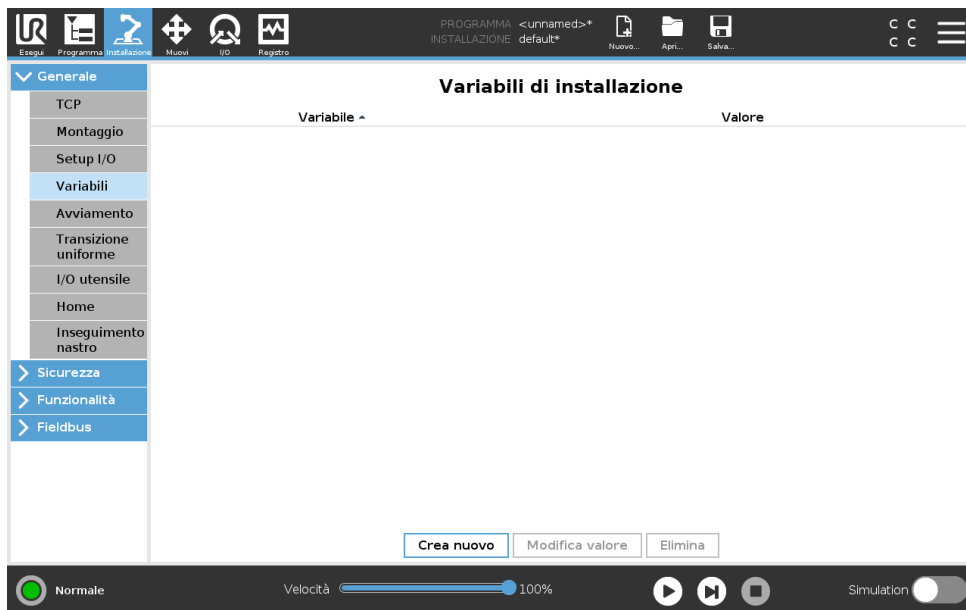 PROGRAMMA <unnamed>*
INSTALLAZIONE default*
Esegui Programma Installazione Muovi I/O Registro Nuovo... Apri... Salva...
C C
C C
Generale
TCP
Montaggio
Setup I/O
Variabili
Avviamento
Transizione
uniforme
I/O utensile
Home
Inseguimento
nastro
Sicurezza
Funzionalità
Fieldbus
Variabili di installazione
Variabile Valore
Crea nuovo Modifica valore Elimina
Normale Velocità 100% Simulation